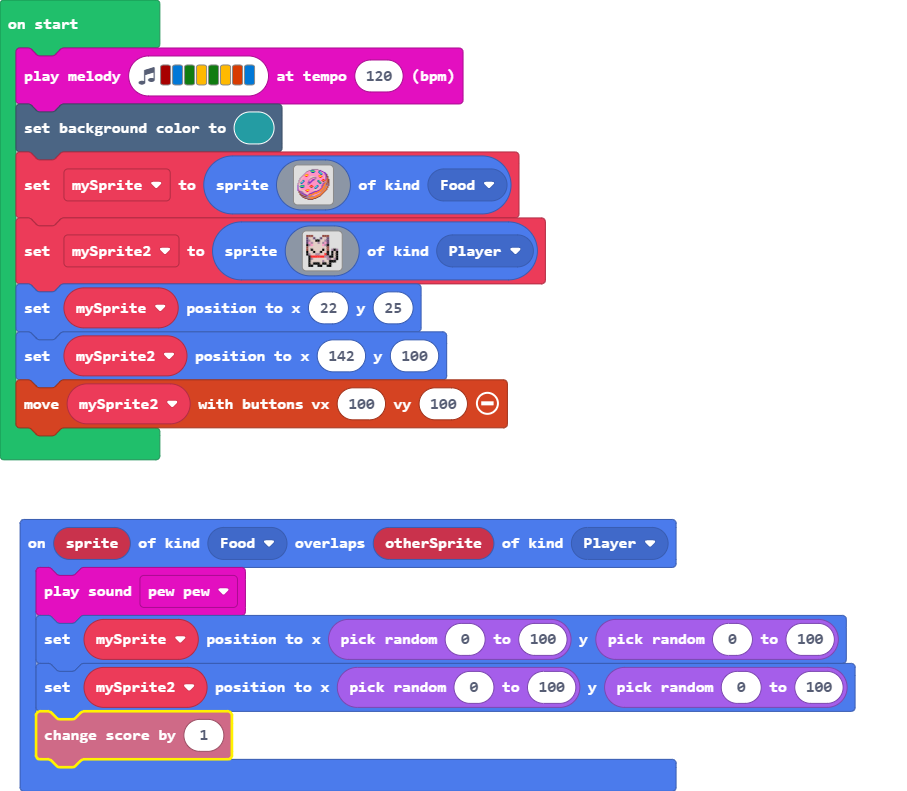 on start
play melody at tempo 120 (bpm)
set background color to
set mySprite to sprite of kind Food
set mySprite2 to sprite of kind Player
set mySprite position to x 22 y 25
set mySprite2 position to x 142 y 100
move mySprite2 with buttons vx 100 vy 100
on sprite of kind Food overlaps otherSprite of kind Player
play sound pew pew
set mySprite position to x pick random 0 to 100 y pick random 0 to 100
set mySprite2 position to x pick random 0 to 100 y pick random 0 to 100
change score by 1